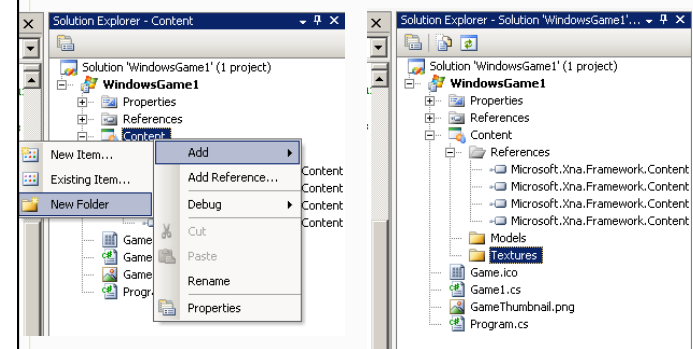 Solution Explorer - Content
Solution 'WindowsGame1' (1 project)
WindowsGame1
Properties
References
Content
New Item...
Existing Item...
New Folder
Add
Add Reference...
Debug
Cut
Paste
Rename
Properties
Content
Content
Content
Content
Game
Game
Game
Progr
Solution Explorer - Solution 'WindowsGame1'...
Solution 'WindowsGame1' (1 project)
WindowsGame1
Properties
References
Content
References
Microsoft.Xna.Framework.Content
Microsoft.Xna.Framework.Content
Microsoft.Xna.Framework.Content
Microsoft.Xna.Framework.Content
Models
Textures
Game.ico
Game1.cs
GameThumbnail.png
Program.cs